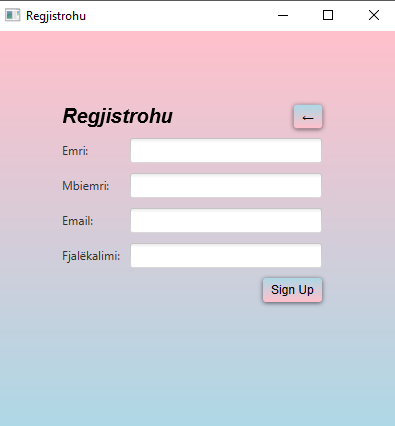 Regjistrohu
Regjistrohu ←
Emri:
Mbiemri:
Email:
Fjalëkalimi:
Sign Up